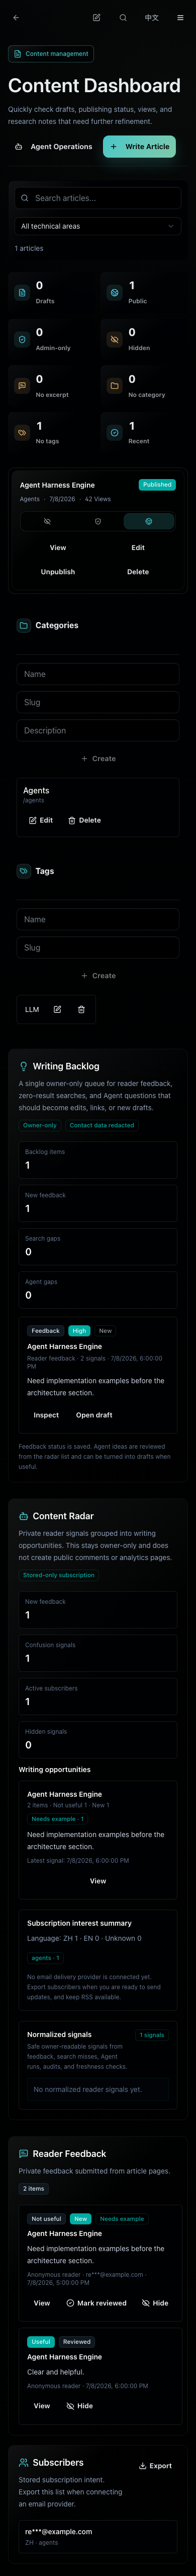 中文
Content management
Content Dashboard
Quickly check drafts, publishing status, views, and
research notes that need further refinement.
Agent Operations
Write Article
Search articles...
All technical areas
1 articles
0
Drafts
1
Public
0
Admin-only
0
Hidden
0
No excerpt
0
No category
1
No tags
1
Recent
Agent Harness Engine
Published
Agents · 7/8/2026 · 42 Views
View
Edit
Unpublish
Delete
Categories
Name
Slug
Description
Create
Agents
/agents
Edit
Delete
Tags
Name
Slug
Create
LLM
Writing Backlog
A single owner-only queue for reader feedback,
zero-result searches, and Agent questions that
should become edits, links, or new drafts.
Owner-only
Contact data redacted
Backlog items
1
New feedback
1
Search gaps
0
Agent gaps
0
Feedback
High
New
Agent Harness Engine
Reader feedback · 2 signals · 7/8/2026, 6:00:00
PM
Need implementation examples before the
architecture section.
Inspect
Open draft
Feedback status is saved. Agent ideas are reviewed
from the radar list and can be turned into drafts when
useful.
Content Radar
Private reader signals grouped into writing
opportunities. This stays owner-only and does
not create public comments or analytics pages.
Stored-only subscription
New feedback
1
Confusion signals
1
Active subscribers
1
Hidden signals
0
Writing opportunities
Agent Harness Engine
2 items · Not useful 1 · New 1
Needs example · 1
Need implementation examples before the
architecture section.
Latest signal: 7/8/2026, 6:00:00 PM
View
Subscription interest summary
Language: ZH 1 · EN 0 · Unknown 0
agents · 1
No email delivery provider is connected yet.
Export subscribers when you are ready to send
updates, and keep RSS available.
Normalized signals
1 signals
Safe owner-readable signals from
feedback, search misses, Agent
runs, audits, and freshness checks.
No normalized reader signals yet.
Reader Feedback
Private feedback submitted from article pages.
2 items
Not useful
New
Needs example
Agent Harness Engine
Need implementation examples before the
architecture section.
Anonymous reader · re***@example.com ·
7/8/2026, 5:00:00 PM
View
Mark reviewed
Hide
Useful
Reviewed
Agent Harness Engine
Clear and helpful.
Anonymous reader · 7/8/2026, 6:00:00 PM
View
Hide
Subscribers
Export
Stored subscription intent.
Export this list when connecting
an email provider.
re***@example.com
ZH · agents